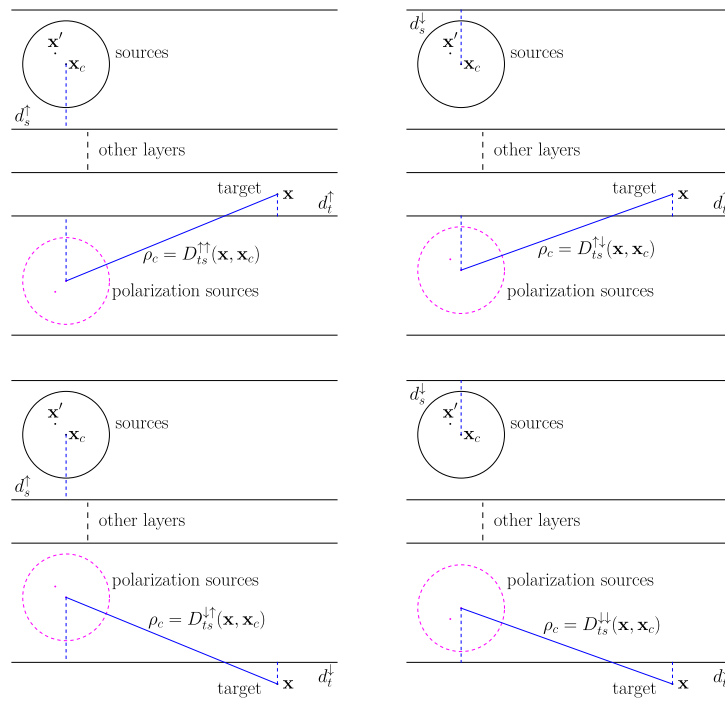 x′
sources
x_c
d_s^↑
other layers
target
x
d_t^↑
ρ_c = D_{ts}^{↑↑}(x, x_c)
polarization sources
d_s^↓
x′
sources
x_c
other layers
target
x
d_t^↑
ρ_c = D_{ts}^{↑↓}(x, x_c)
polarization sources
x′
sources
x_c
d_s^↑
other layers
polarization sources
ρ_c = D_{ts}^{↓↑}(x, x_c)
d_t^↓
target
x
d_s^↓
x′
sources
x_c
other layers
polarization sources
ρ_c = D_{ts}^{↓↓}(x, x_c)
d_t^↓
target
x